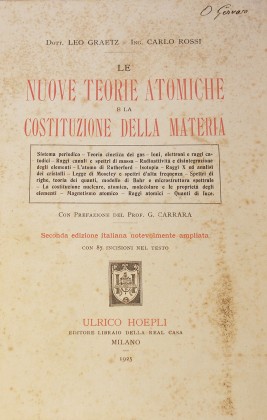 O Gervaso
Dott. LEO GRAETZ - Ing. CARLO ROSSI
LE
NUOVE TEORIE ATOMICHE
E LA
COSTITUZIONE DELLA MATERIA
Sistema periodico - Teoria cinetica dei gas - Ioni, elettroni e raggi ca-
todici - Raggi canali e spettri di massa - Radioattività e disintegrazione
degli elementi - L'atomo di Rutherford - Isotopia - Raggi X ed analisi
dei cristalli - Legge di Moseley e spettri d'alta frequenza - Spettri di
righe, teoria dei quanti, modello di Bohr e microstruttura spettrale
- La costituzione nucleare, atomica, molecolare e le proprietà degli
elementi - Magnetismo atomico - Raggi atomici - Quanti di luce.
Con Prefazione del Prof. G. CARRARA
Seconda edizione italiana notevolmente ampliata
CON 87 INCISIONI NEL TESTO
ULRICO HOEPLI
EDITORE LIBRAIO DELLA REAL CASA
MILANO
1925